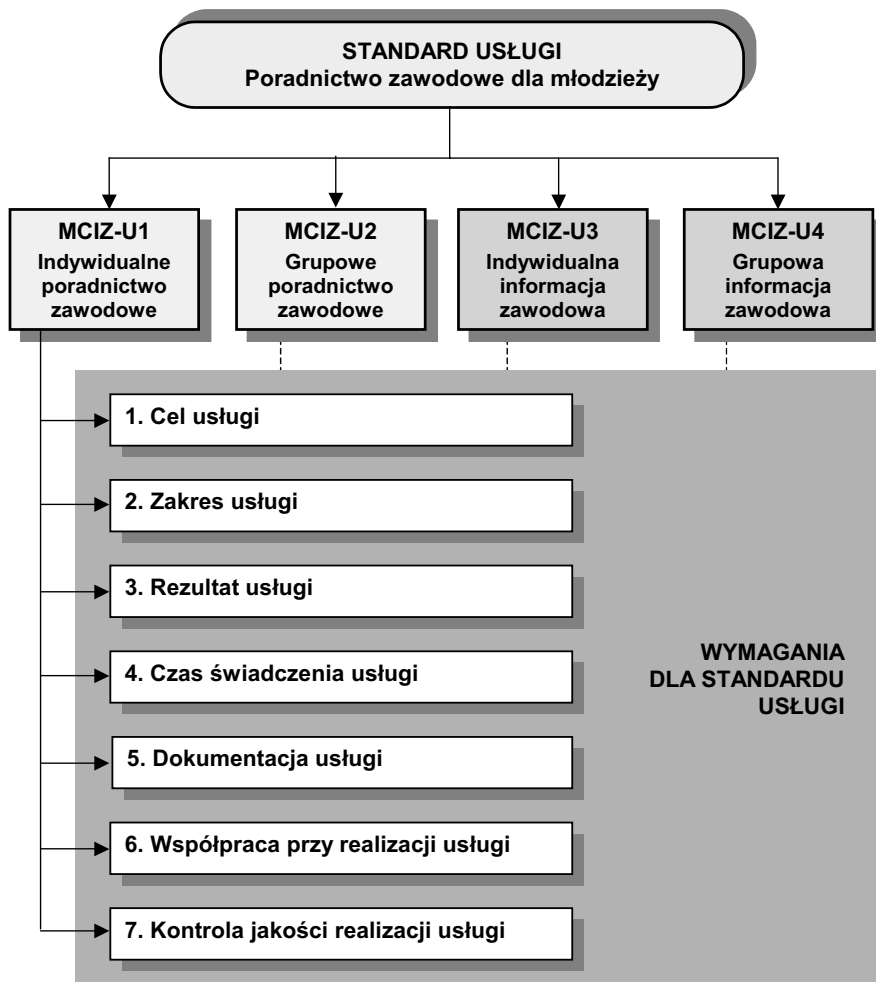 STANDARD USŁUGI
Poradnictwo zawodowe dla młodzieży
MCIZ-U1
Indywidualne
poradnictwo
zawodowe
MCIZ-U2
Grupowe
poradnictwo
zawodowe
MCIZ-U3
Indywidualna
informacja
zawodowa
MCIZ-U4
Grupowa
informacja
zawodowa
1. Cel usługi
2. Zakres usługi
3. Rezultat usługi
4. Czas świadczenia usługi
5. Dokumentacja usługi
6. Współpraca przy realizacji usługi
7. Kontrola jakości realizacji usługi
WYMAGANIA
DLA STANDARDU
USŁUGI